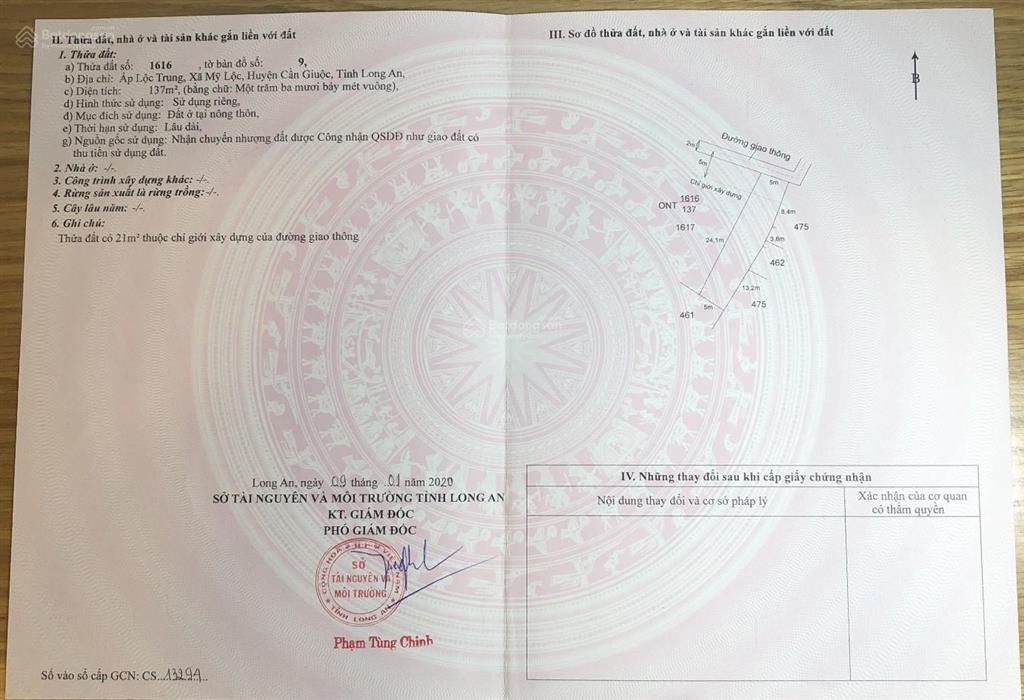 II. Thửa đất, nhà ở và tài sản khác gắn liền với đất
1. Thửa đất:
a) Thửa đất số: 1616 , tờ bản đồ số: 9,
b) Địa chỉ: Ấp Lộc Trung, Xã Mỹ Lộc, Huyện Cần Giuộc, Tỉnh Long An,
c) Diện tích: 137m², (bằng chữ: Một trăm ba mươi bảy mét vuông),
d) Hình thức sử dụng: Sử dụng riêng,
đ) Mục đích sử dụng: Đất ở tại nông thôn,
e) Thời hạn sử dụng: Lâu dài,
g) Nguồn gốc sử dụng: Nhận chuyển nhượng đất được Công nhận QSDĐ như giao đất có
thu tiền sử dụng đất.
2. Nhà ở: -/-.
3. Công trình xây dựng khác: -/-.
4. Rừng sản xuất là rừng trồng: -/-.
5. Cây lâu năm: -/-.
6. Ghi chú:
Thửa đất có 21m² thuộc chỉ giới xây dựng của đường giao thông
Long An, ngày 09 tháng 01 năm 2020
SỞ TÀI NGUYÊN VÀ MÔI TRƯỜNG TỈNH LONG AN
KT. GIÁM ĐỐC
PHÓ GIÁM ĐỐC
CỘNG HÒA X.H.C.N VIỆT NAM
SỞ
TÀI NGUYÊN VÀ
MÔI TRƯỜNG
TỈNH LONG AN
Phạm Tùng Chinh
Số vào sổ cấp GCN: CS...13299..
III. Sơ đồ thửa đất, nhà ở và tài sản khác gắn liền với đất
B
Đường giao thông
2m
5m
Chỉ giới xây dựng
5m
ONT 1616
137
1617
8,4m
475
24,1m
3,8m
462
13,2m
475
5m
461
Batdongsan
IV. Những thay đổi sau khi cấp giấy chứng nhận
Nội dung thay đổi và cơ sở pháp lý
Xác nhận của cơ quan
có thẩm quyền